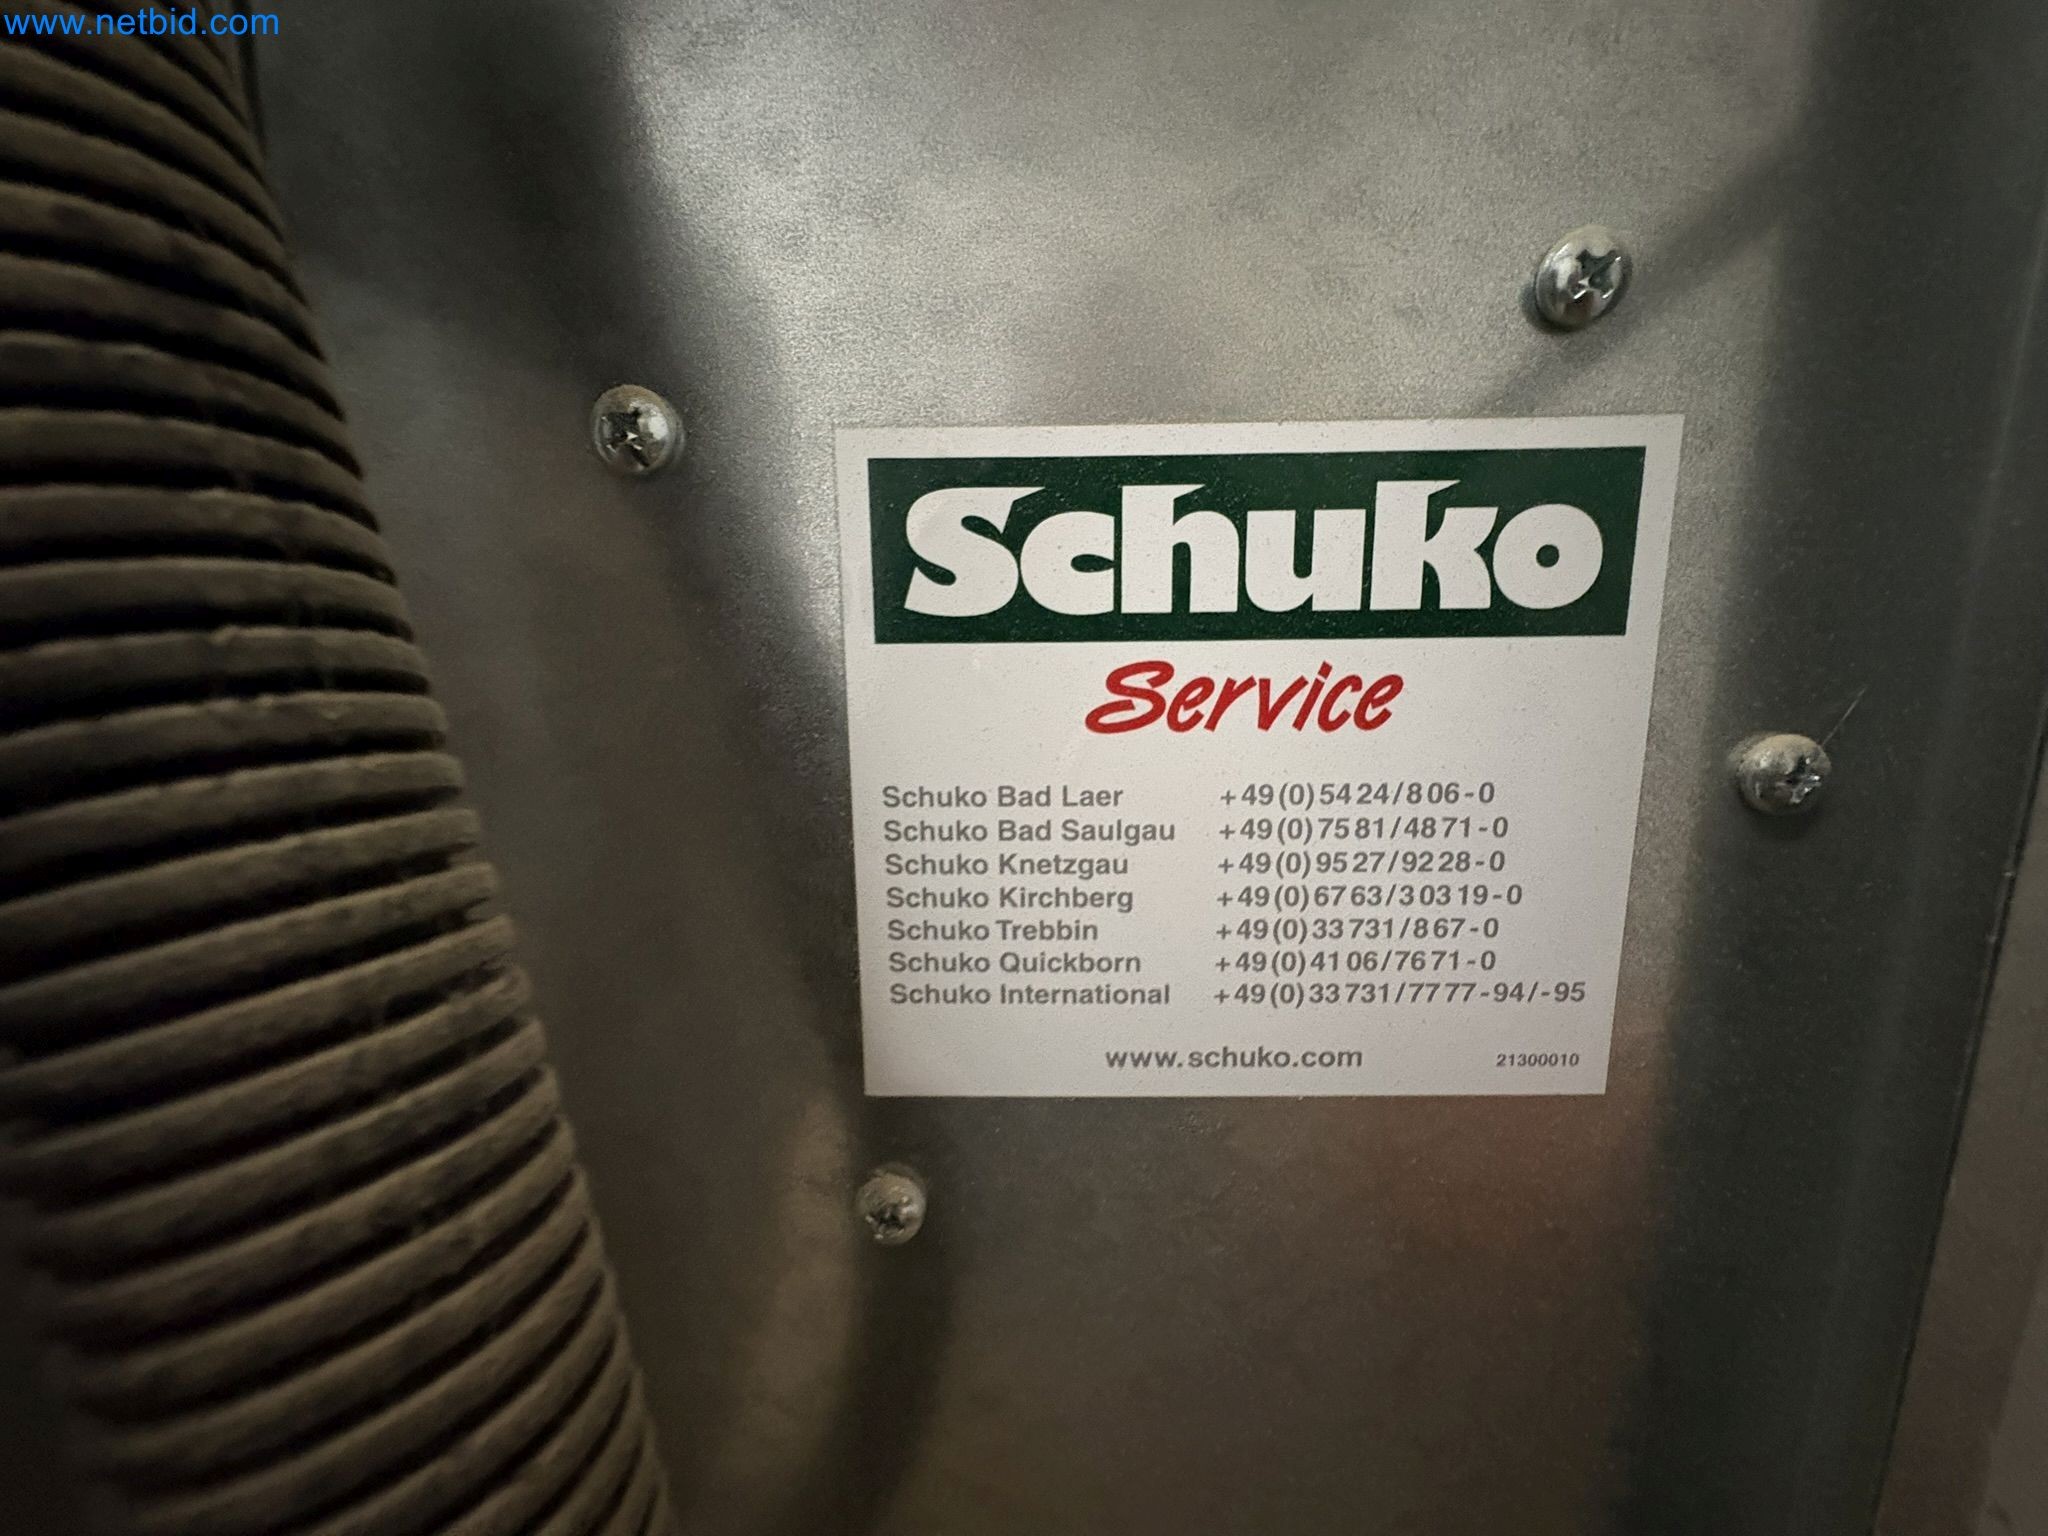 www.netbid.com
Schuko
Service
Schuko Bad Laer +49(0)5424/806-0
Schuko Bad Saulgau +49(0)7581/4871-0
Schuko Knetzgau +49(0)9527/9228-0
Schuko Kirchberg +49(0)6763/30319-0
Schuko Trebbin +49(0)33731/867-0
Schuko Quickborn +49(0)4106/7671-0
Schuko International +49(0)33731/7777-94/-95
www.schuko.com 21300010